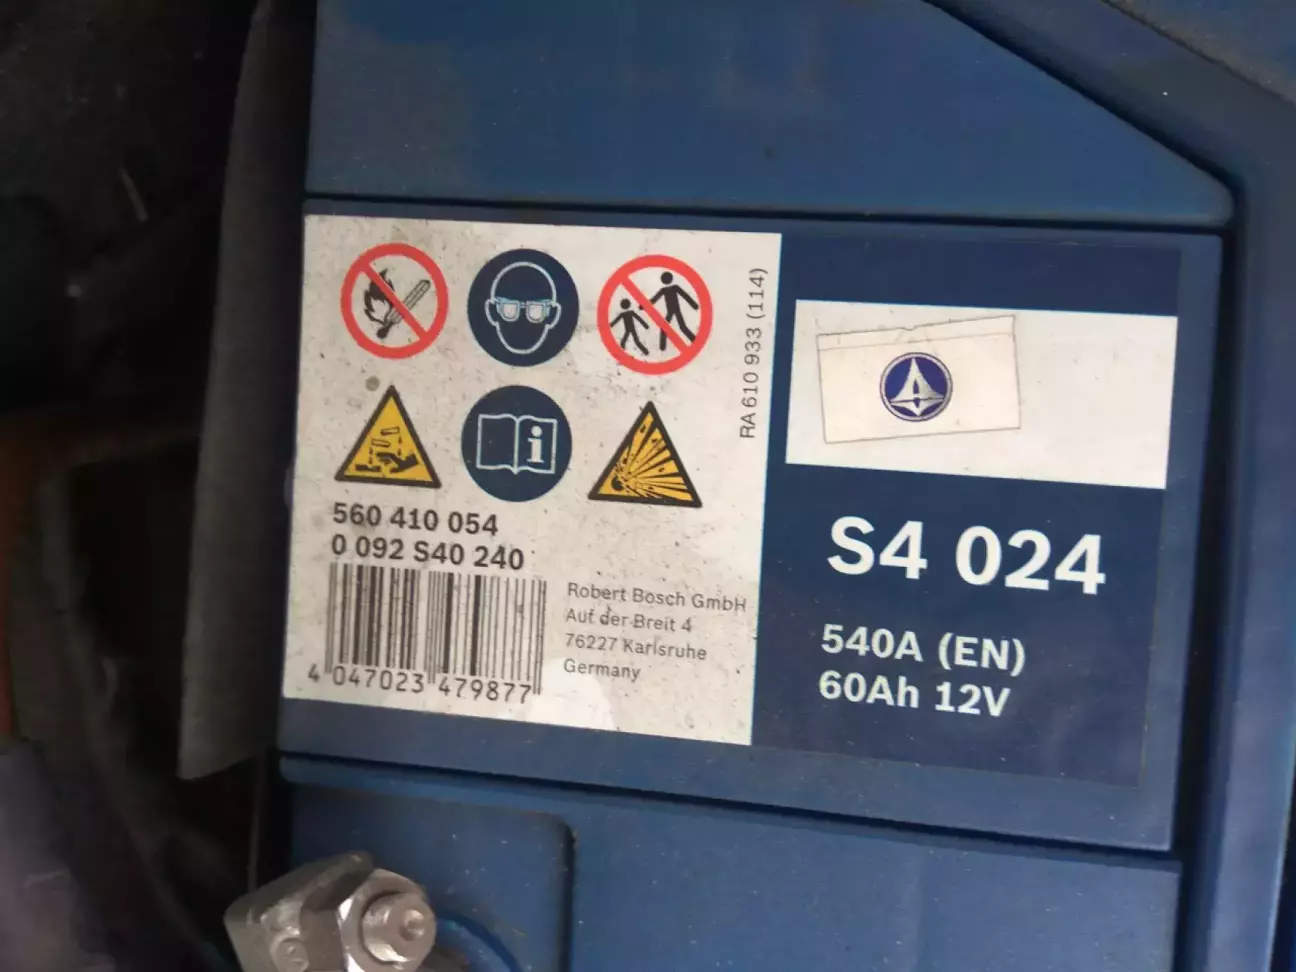 RA 610 933 (114)
560 410 054
0 092 S40 240
4 047023 479877
Robert Bosch GmbH
Auf der Breit 4
76227 Karlsruhe
Germany
S4 024
540A (EN)
60Ah 12V